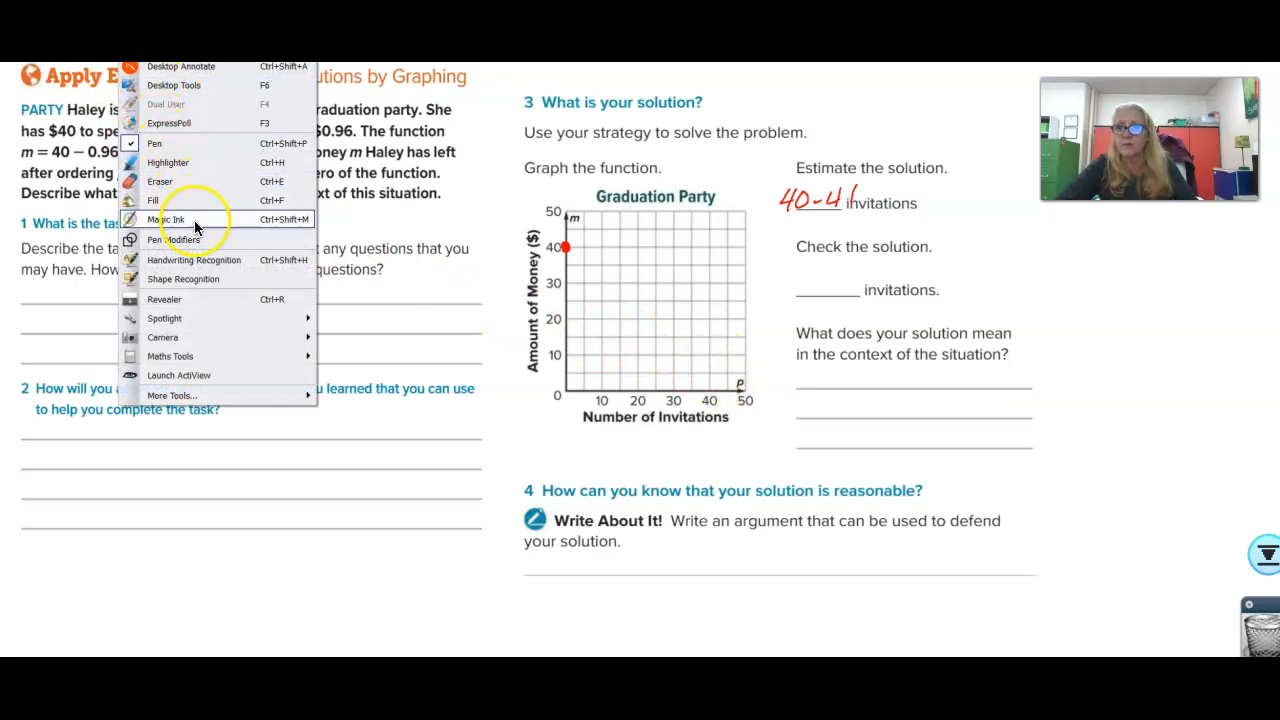 Apply E
utions by Graphing
PARTY Haley is
raduation party. She
has $40 to spe
$0.96. The function
m = 40 − 0.96
oney m Haley has left
after ordering
ero of the function.
Describe what
xt of this situation.
1 What is the tas
Describe the ta
t any questions that you
may have. How
questions?
2 How will you a
u learned that you can use
to help you complete the task?
Desktop Annotate Ctrl+Shift+A
Desktop Tools F6
Dual User F4
ExpressPoll F3
Pen Ctrl+Shift+P
Highlighter Ctrl+H
Eraser Ctrl+E
Fill Ctrl+F
Magic Ink Ctrl+Shift+M
Pen Modifiers
Handwriting Recognition Ctrl+Shift+H
Shape Recognition
Revealer Ctrl+R
Spotlight
Camera
Maths Tools
Launch ActiView
More Tools...
3 What is your solution?
Use your strategy to solve the problem.
Graph the function.
Graduation Party
Amount of Money ($)
50
40
30
20
10
0
m
10 20 30 40 50
p
Number of Invitations
Estimate the solution.
40-41 invitations
Check the solution.
invitations.
What does your solution mean
in the context of the situation?
4 How can you know that your solution is reasonable?
Write About It! Write an argument that can be used to defend
your solution.